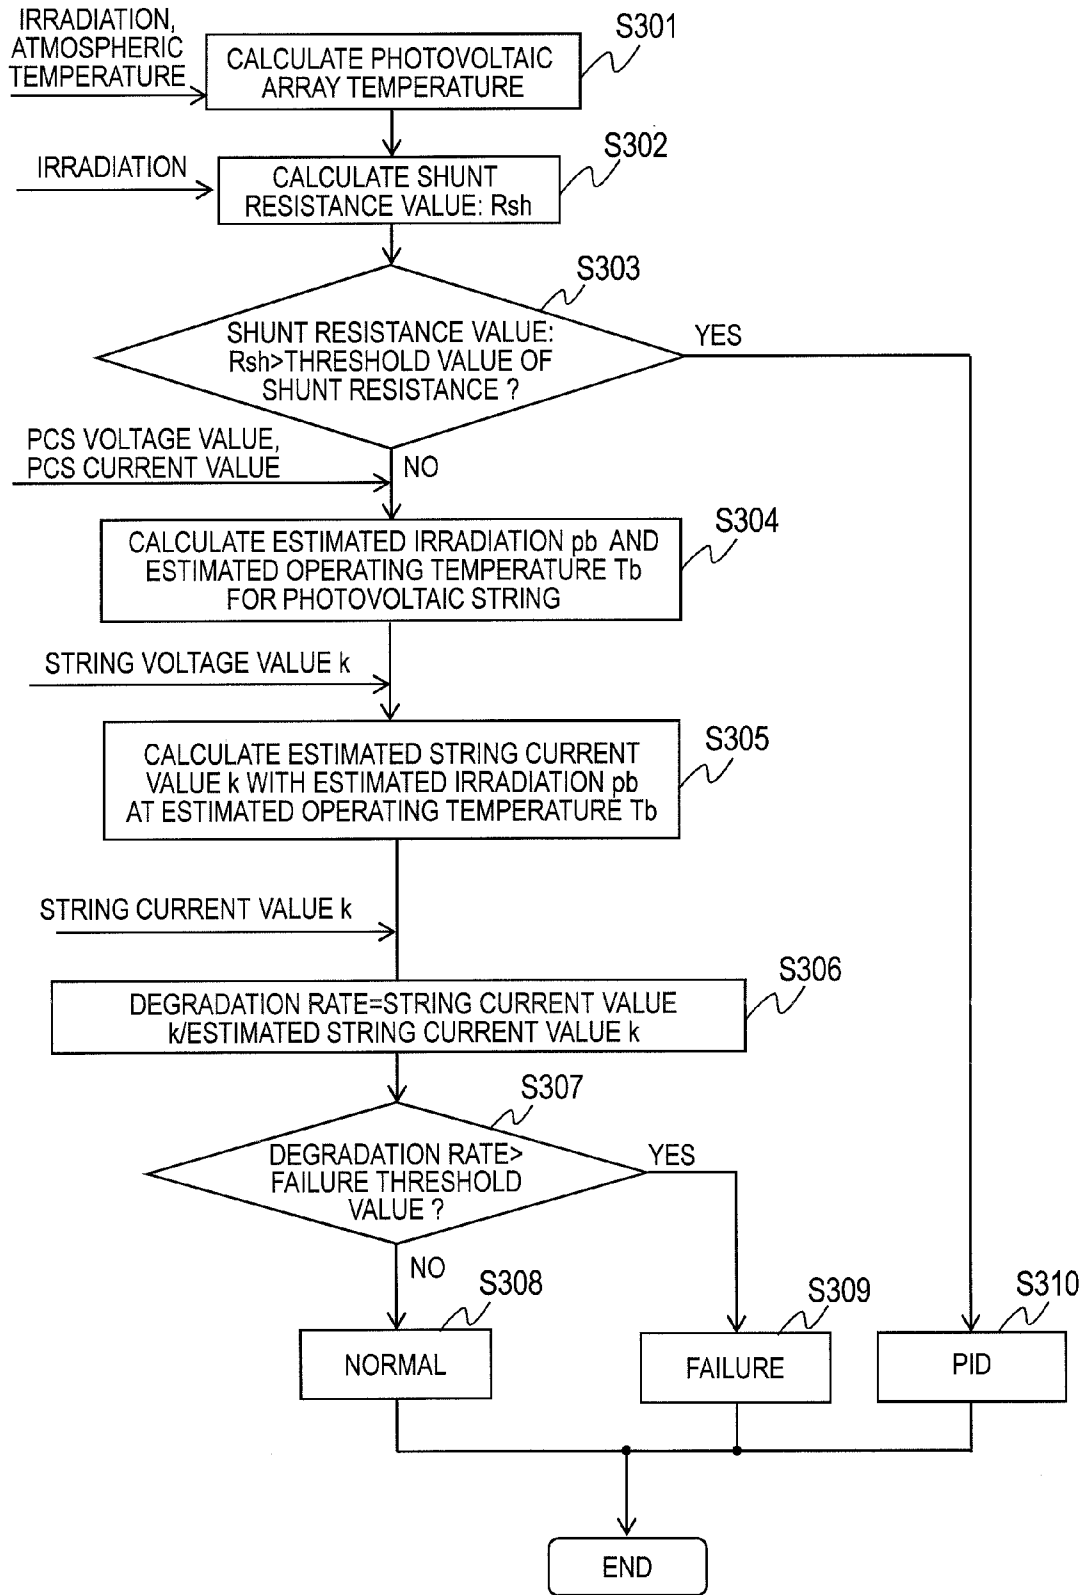 IRRADIATION,
ATMOSPHERIC
TEMPERATURE
S301
CALCULATE PHOTOVOLTAIC
ARRAY TEMPERATURE
S302
IRRADIATION
CALCULATE SHUNT
RESISTANCE VALUE: Rsh
S303
SHUNT RESISTANCE VALUE:
Rsh>THRESHOLD VALUE OF
SHUNT RESISTANCE ?
YES
PCS VOLTAGE VALUE,
PCS CURRENT VALUE
NO
S304
CALCULATE ESTIMATED IRRADIATION pb AND
ESTIMATED OPERATING TEMPERATURE Tb
FOR PHOTOVOLTAIC STRING
STRING VOLTAGE VALUE k
S305
CALCULATE ESTIMATED STRING CURRENT
VALUE k WITH ESTIMATED IRRADIATION pb
AT ESTIMATED OPERATING TEMPERATURE Tb
STRING CURRENT VALUE k
S306
DEGRADATION RATE=STRING CURRENT VALUE
k/ESTIMATED STRING CURRENT VALUE k
S307
DEGRADATION RATE>
FAILURE THRESHOLD
VALUE ?
YES
NO
S308
NORMAL
S309
FAILURE
S310
PID
END